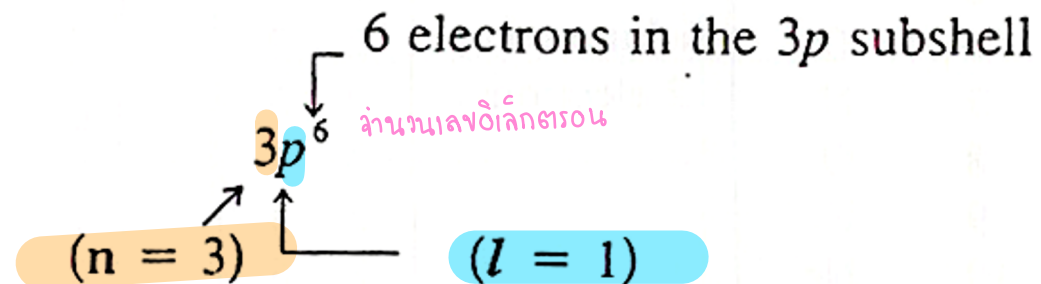 6 electrons in the 3p subshell
3p⁶ จำนวนเลขอิเล็กตรอน
(n = 3) (l = 1)